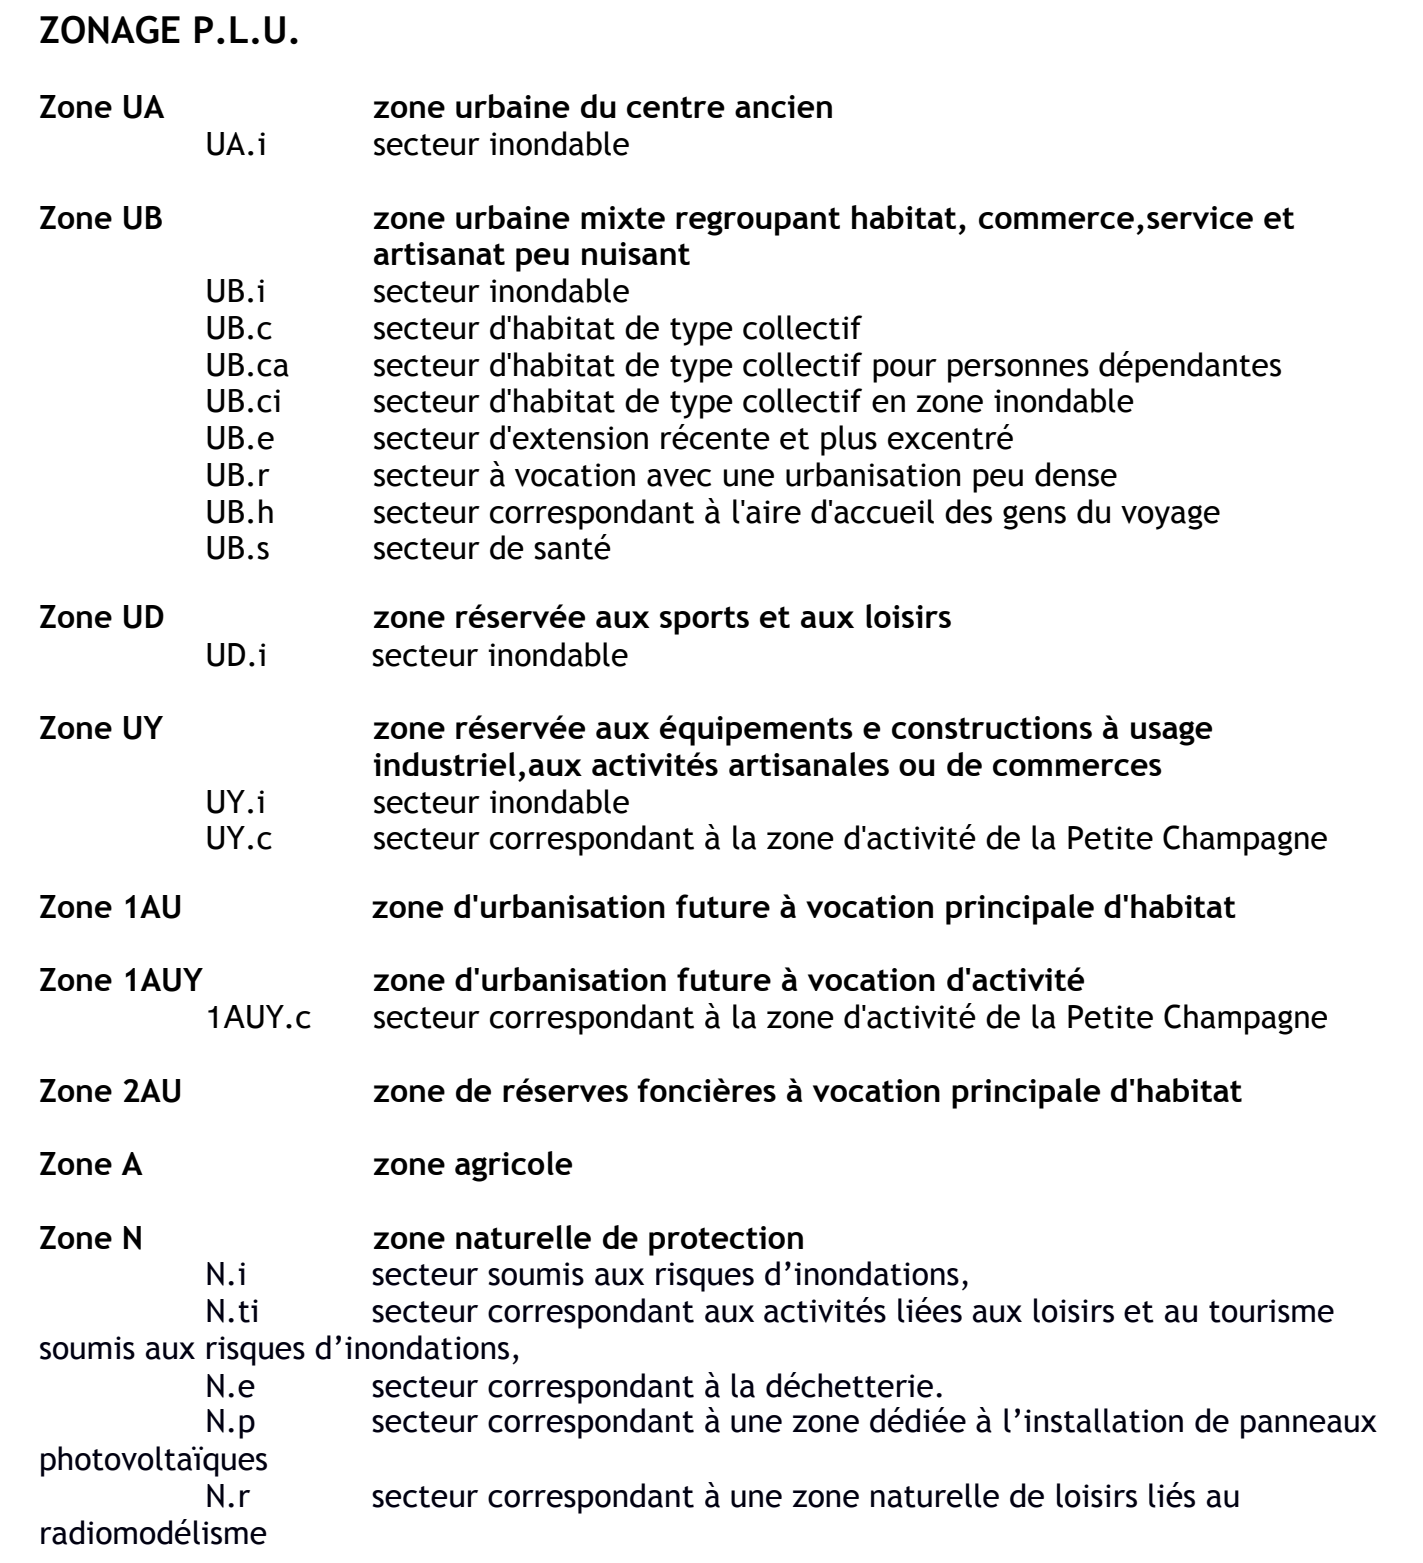 ZONAGE P.L.U.
Zone UA zone urbaine du centre ancien
UA.i secteur inondable
Zone UB zone urbaine mixte regroupant habitat, commerce,service et
artisanat peu nuisant
UB.i secteur inondable
UB.c secteur d'habitat de type collectif
UB.ca secteur d'habitat de type collectif pour personnes dépendantes
UB.ci secteur d'habitat de type collectif en zone inondable
UB.e secteur d'extension récente et plus excentré
UB.r secteur à vocation avec une urbanisation peu dense
UB.h secteur correspondant à l'aire d'accueil des gens du voyage
UB.s secteur de santé
Zone UD zone réservée aux sports et aux loisirs
UD.i secteur inondable
Zone UY zone réservée aux équipements e constructions à usage
industriel,aux activités artisanales ou de commerces
UY.i secteur inondable
UY.c secteur correspondant à la zone d'activité de la Petite Champagne
Zone 1AU zone d'urbanisation future à vocation principale d'habitat
Zone 1AUY zone d'urbanisation future à vocation d'activité
1AUY.c secteur correspondant à la zone d'activité de la Petite Champagne
Zone 2AU zone de réserves foncières à vocation principale d'habitat
Zone A zone agricole
Zone N zone naturelle de protection
N.i secteur soumis aux risques d’inondations,
N.ti secteur correspondant aux activités liées aux loisirs et au tourisme
soumis aux risques d’inondations,
N.e secteur correspondant à la déchetterie.
N.p secteur correspondant à une zone dédiée à l’installation de panneaux
photovoltaïques
N.r secteur correspondant à une zone naturelle de loisirs liés au
radiomodélisme